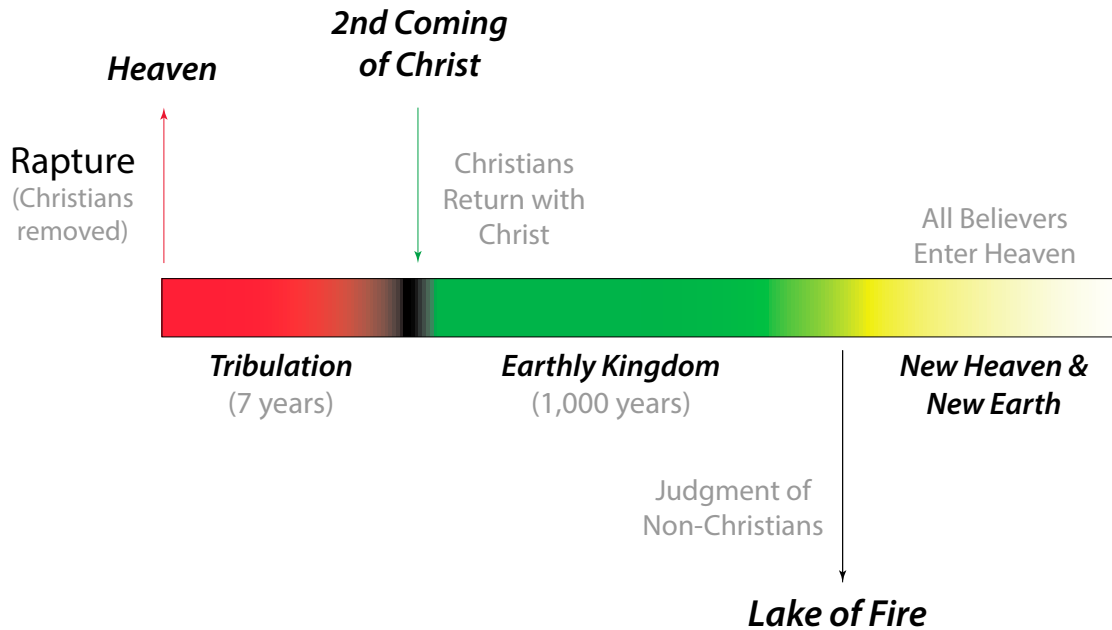 Heaven
2nd Coming
of Christ
Rapture
(Christians
removed)
Christians
Return with
Christ
All Believers
Enter Heaven
Tribulation
(7 years)
Earthly Kingdom
(1,000 years)
New Heaven &
New Earth
Judgment of
Non-Christians
Lake of Fire